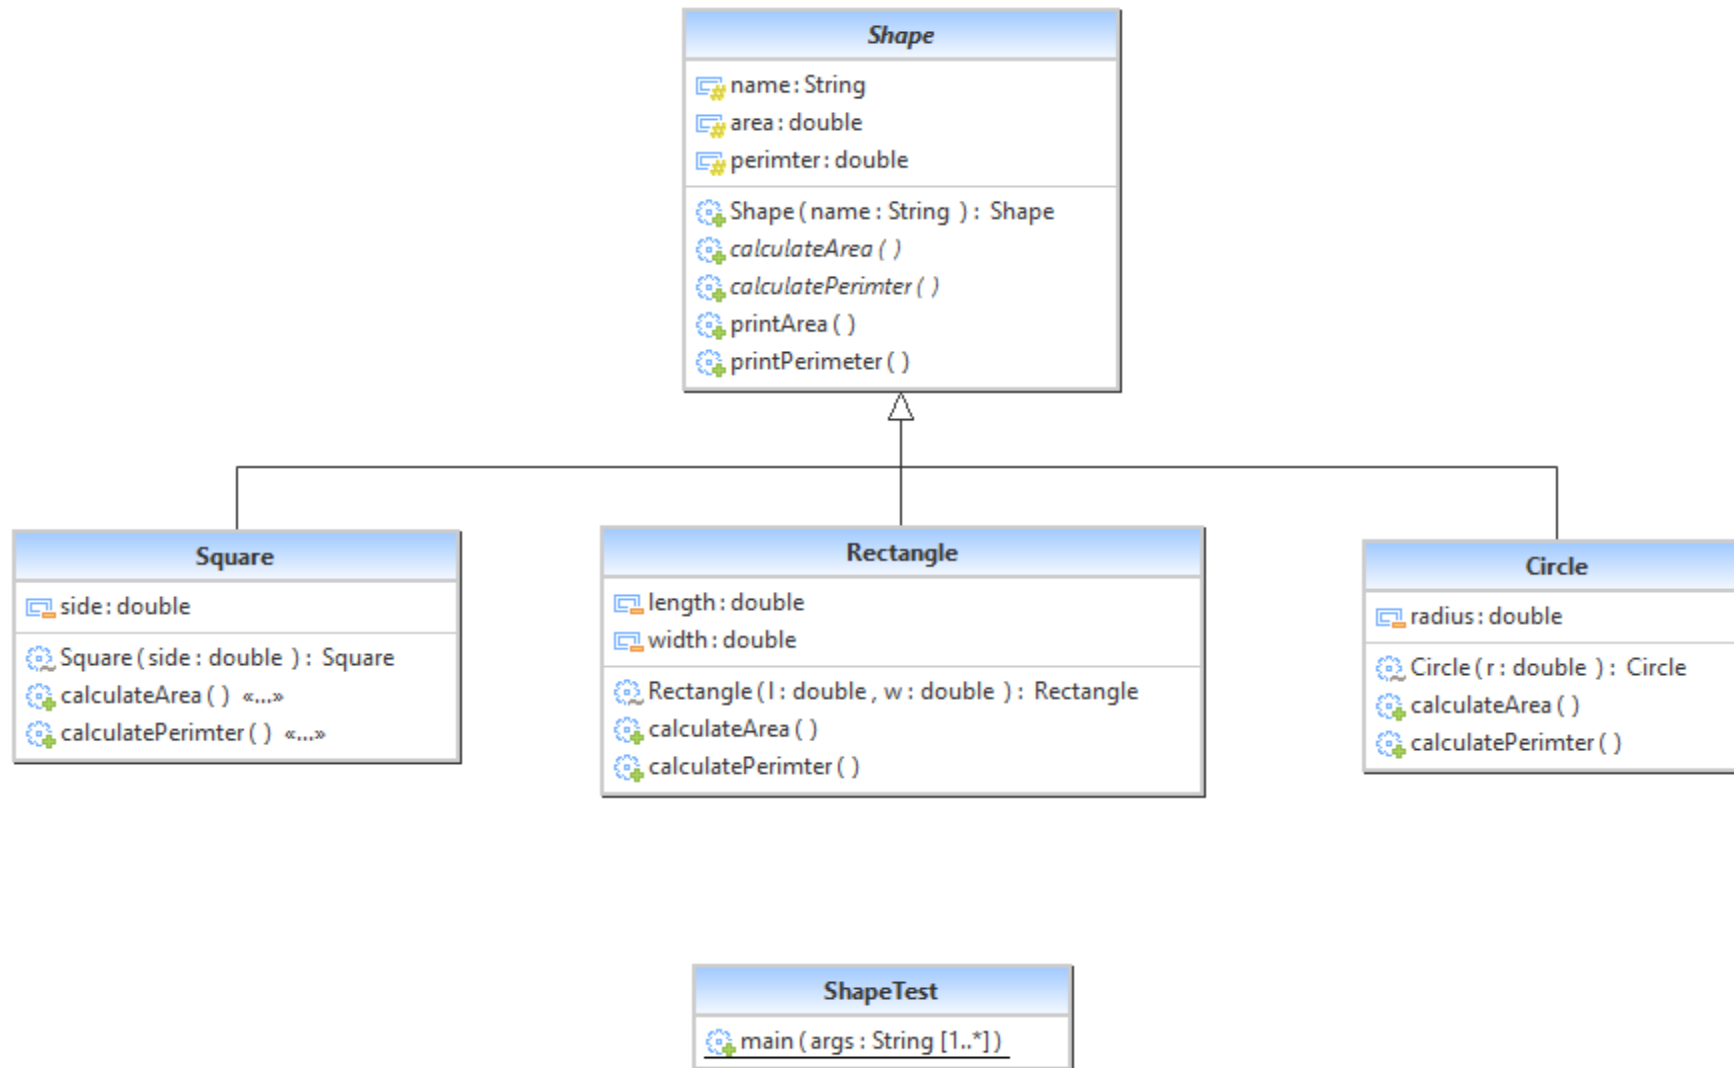 Shape
name : String
area : double
perimter : double
Shape ( name : String ) : Shape
calculateArea ( )
calculatePerimter ( )
printArea ( )
printPerimeter ( )
Square
side : double
Square ( side : double ) : Square
calculateArea ( ) «...»
calculatePerimter ( ) «...»
Rectangle
length : double
width : double
Rectangle ( l : double , w : double ) : Rectangle
calculateArea ( )
calculatePerimter ( )
Circle
radius : double
Circle ( r : double ) : Circle
calculateArea ( )
calculatePerimter ( )
ShapeTest
main ( args : String [1..*] )